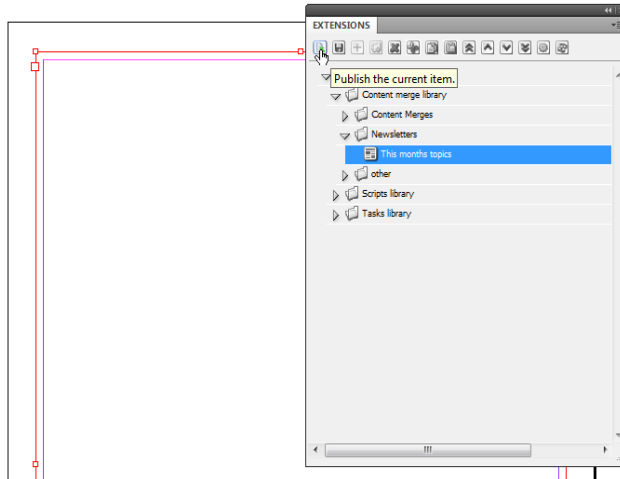 EXTENSIONS
Publish the current item.
Content merge library
Content Merges
Newsletters
This months topics
other
Scripts library
Tasks library